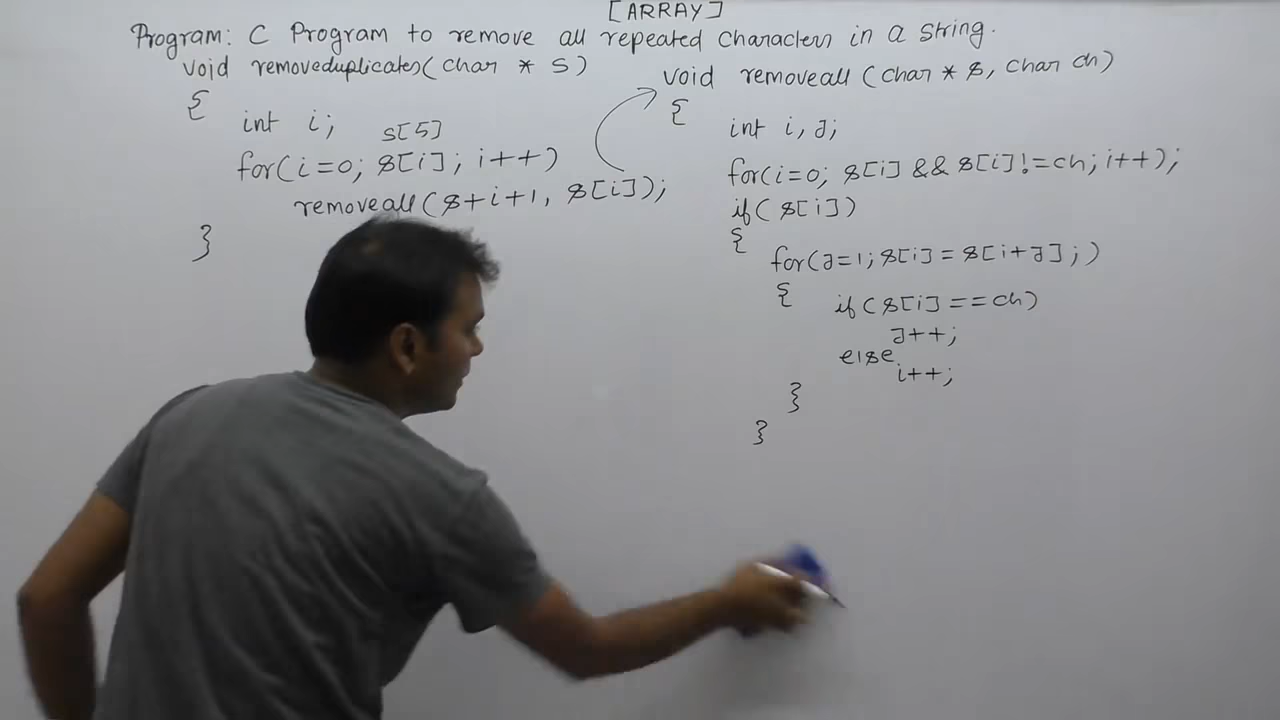 [ARRAY]
Program: C Program to remove all repeated characters in a string.
void removeduplicates(char * s)
{
int i; s[5]
for(i=0; s[i]; i++)
removeall(s+i+1, s[i]);
}
void removeall (char * s, char ch)
{
int i, J;
for(i=0; s[i] && s[i]!=ch; i++);
if( s[i])
{
for(J=1; s[i] = s[i+J]; )
{ if(s[i]==ch)
J++;
else
i++;
}
}